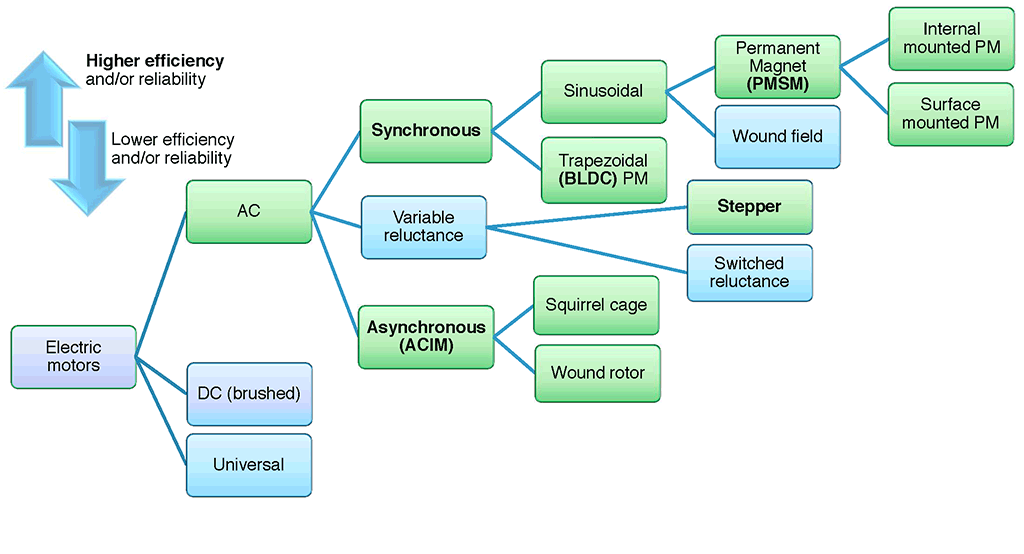 Higher efficiency
and/or reliability
Lower efficiency
and/or reliability
Electric
motors
AC
DC (brushed)
Universal
Synchronous
Variable
reluctance
Asynchronous
(ACIM)
Sinusoidal
Trapezoidal
(BLDC) PM
Permanent
Magnet
(PMSM)
Wound field
Internal
mounted PM
Surface
mounted PM
Stepper
Switched
reluctance
Squirrel cage
Wound rotor